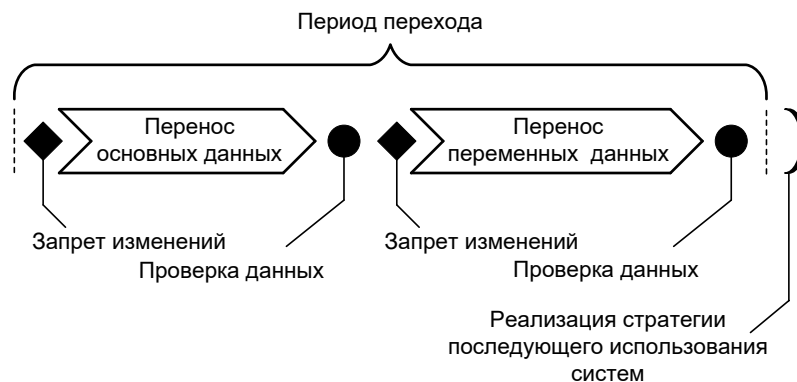 Период перехода
Перенос
основных данных
Перенос
переменных данных
Запрет изменений
Проверка данных
Запрет изменений
Проверка данных
Реализация стратегии
последующего использования
систем